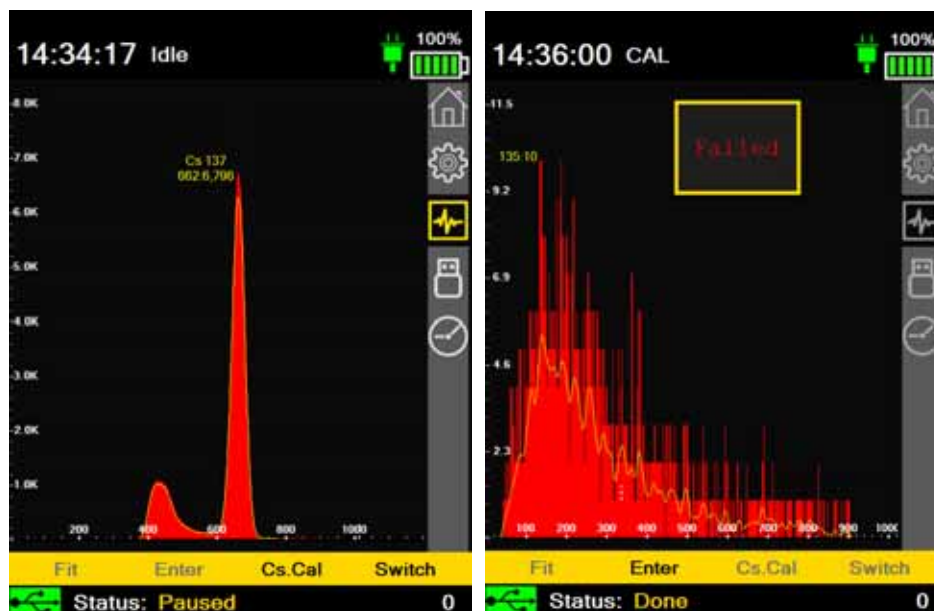 14:34:17 Idle
100%
8.0K
7.0K
Cs 137
662:6,796
6.0K
5.0K
4.0K
3.0K
2.0K
1.0K
200 400 600 800 1000
Fit Enter Cs.Cal Switch
Status: Paused 0
14:36:00 CAL
100%
11.5
Failed
135:10
9.2
6.9
4.6
2.3
100 200 300 400 500 600 700 800 900 1000
Fit Enter Cs.Cal Switch
Status: Done 0